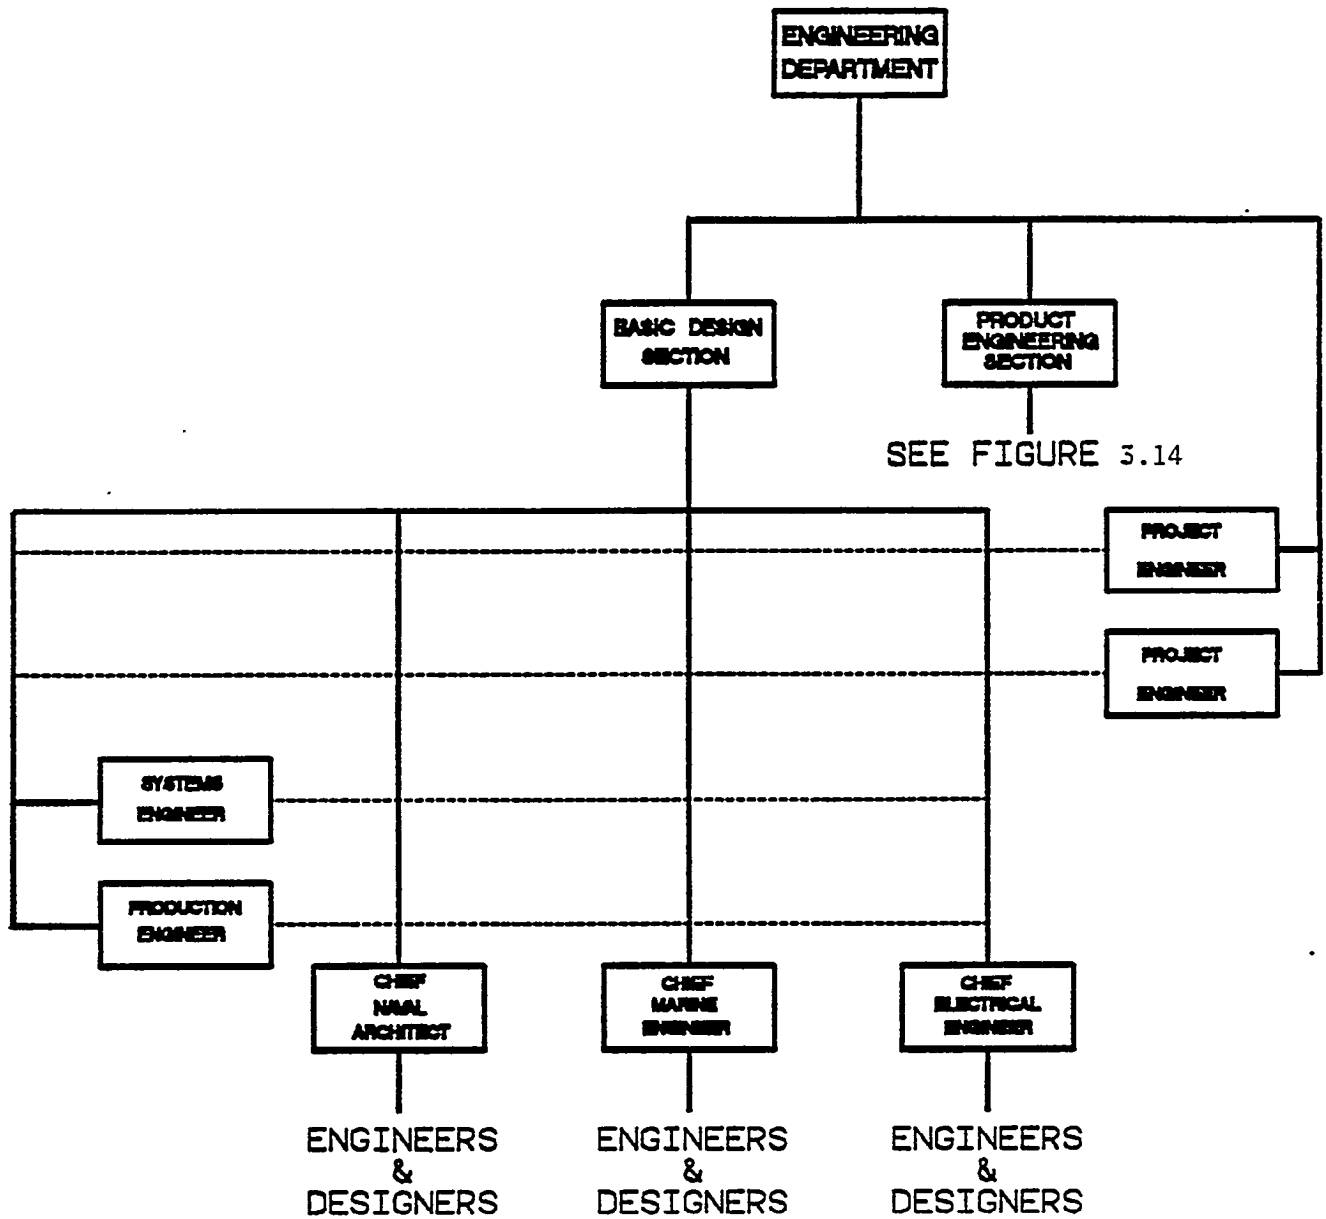 ENGINEERING
DEPARTMENT
BASIC DESIGN
SECTION
PRODUCT
ENGINEERING
SECTION
SEE FIGURE 3.14
PROJECT
ENGINEER
PROJECT
ENGINEER
SYSTEMS
ENGINEER
PRODUCTION
ENGINEER
CHIEF
NAVAL
ARCHITECT
CHIEF
MARINE
ENGINEER
CHIEF
ELECTRICAL
ENGINEER
ENGINEERS
&
DESIGNERS
ENGINEERS
&
DESIGNERS
ENGINEERS
&
DESIGNERS